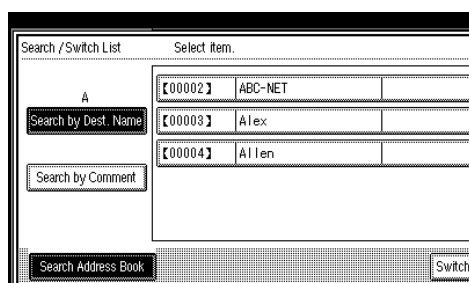 Search / Switch List
Select item.
A
Search by Dest. Name
Search by Comment
【00002】 ABC-NET
【00003】 Alex
【00004】 Allen
Search Address Book
Switch